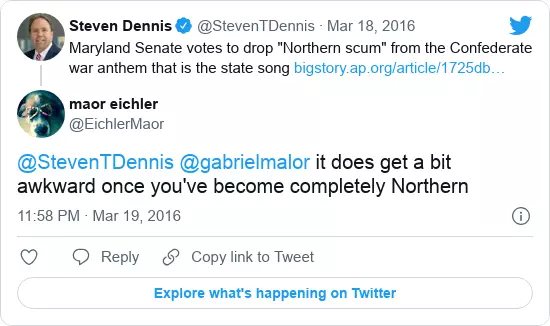 Steven Dennis @StevenTDennis · Mar 18, 2016
Maryland Senate votes to drop "Northern scum" from the Confederate
war anthem that is the state song bigstory.ap.org/article/1725db…
maor eichler
@EichlerMaor
@StevenTDennis @gabrielmalor it does get a bit
awkward once you've become completely Northern
11:58 PM · Mar 19, 2016
Reply Copy link to Tweet
Explore what's happening on Twitter